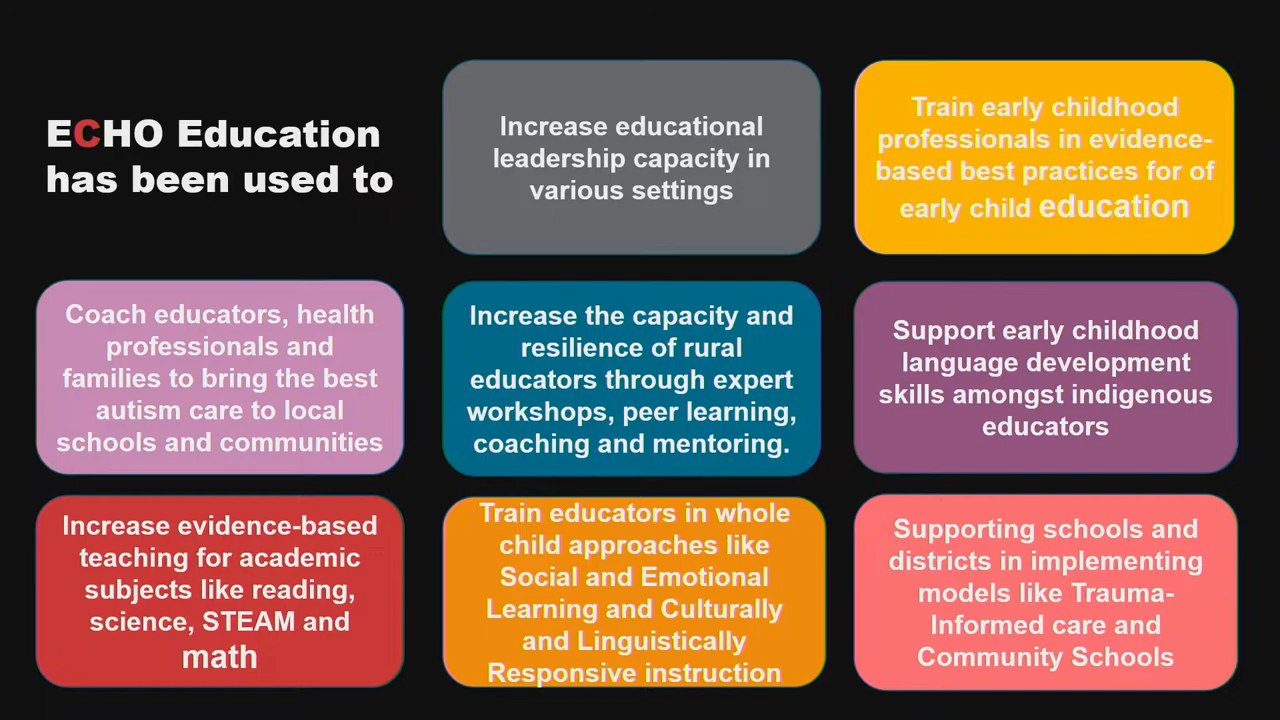 ECHO Education
has been used to
Increase educational
leadership capacity in
various settings
Train early childhood
professionals in evidence-
based best practices for of
early child education
Coach educators, health
professionals and
families to bring the best
autism care to local
schools and communities
Increase the capacity and
resilience of rural
educators through expert
workshops, peer learning,
coaching and mentoring.
Support early childhood
language development
skills amongst indigenous
educators
Increase evidence-based
teaching for academic
subjects like reading,
science, STEAM and
math
Train educators in whole
child approaches like
Social and Emotional
Learning and Culturally
and Linguistically
Responsive instruction
Supporting schools and
districts in implementing
models like Trauma-
Informed care and
Community Schools